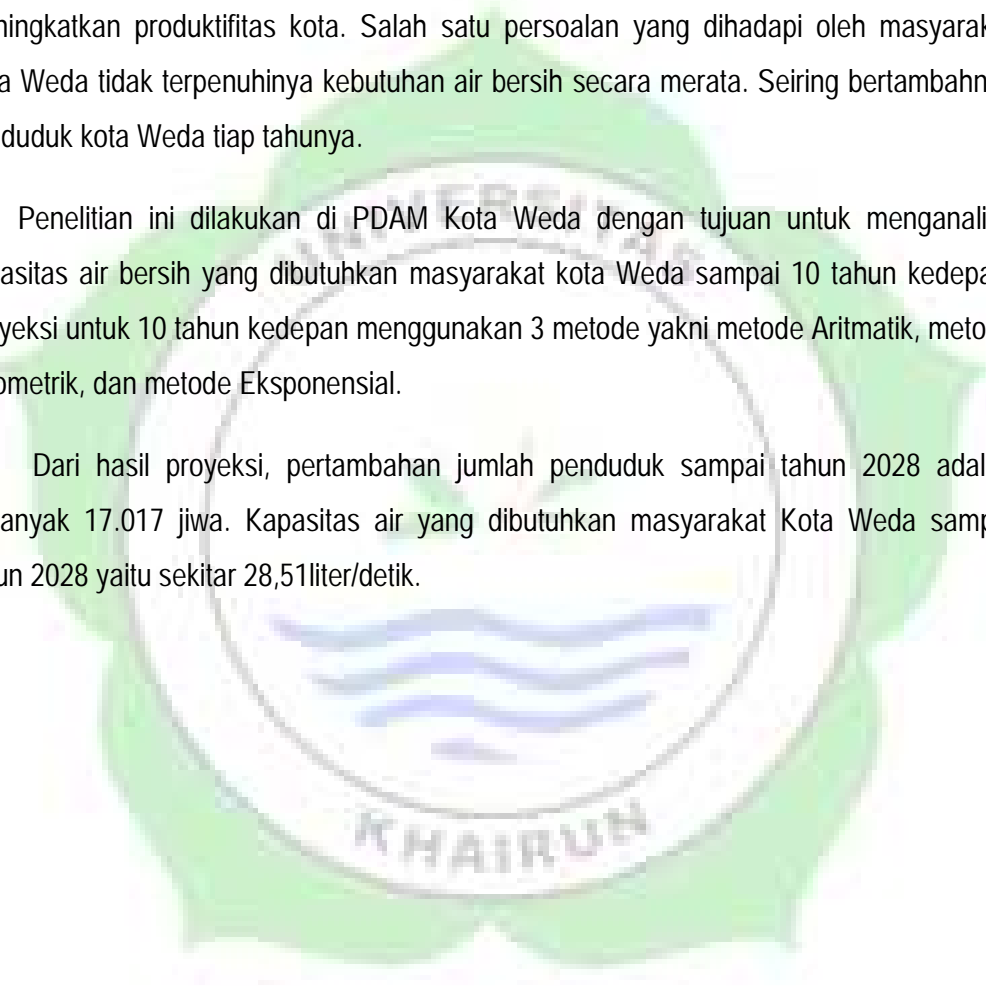 ningkatkan produktifitas kota. Salah satu persoalan yang dihadapi oleh masyarak
a Weda tidak terpenuhinya kebutuhan air bersih secara merata. Seiring bertambahn
duduk kota Weda tiap tahunya.
Penelitian ini dilakukan di PDAM Kota Weda dengan tujuan untuk menganali
asitas air bersih yang dibutuhkan masyarakat kota Weda sampai 10 tahun kedepa
yeksi untuk 10 tahun kedepan menggunakan 3 metode yakni metode Aritmatik, meto
ometrik, dan metode Eksponensial.
Dari hasil proyeksi, pertambahan jumlah penduduk sampai tahun 2028 adal
anyak 17.017 jiwa. Kapasitas air yang dibutuhkan masyarakat Kota Weda samp
un 2028 yaitu sekitar 28,51liter/detik.
UNIVERSITAS
KHAIRUN